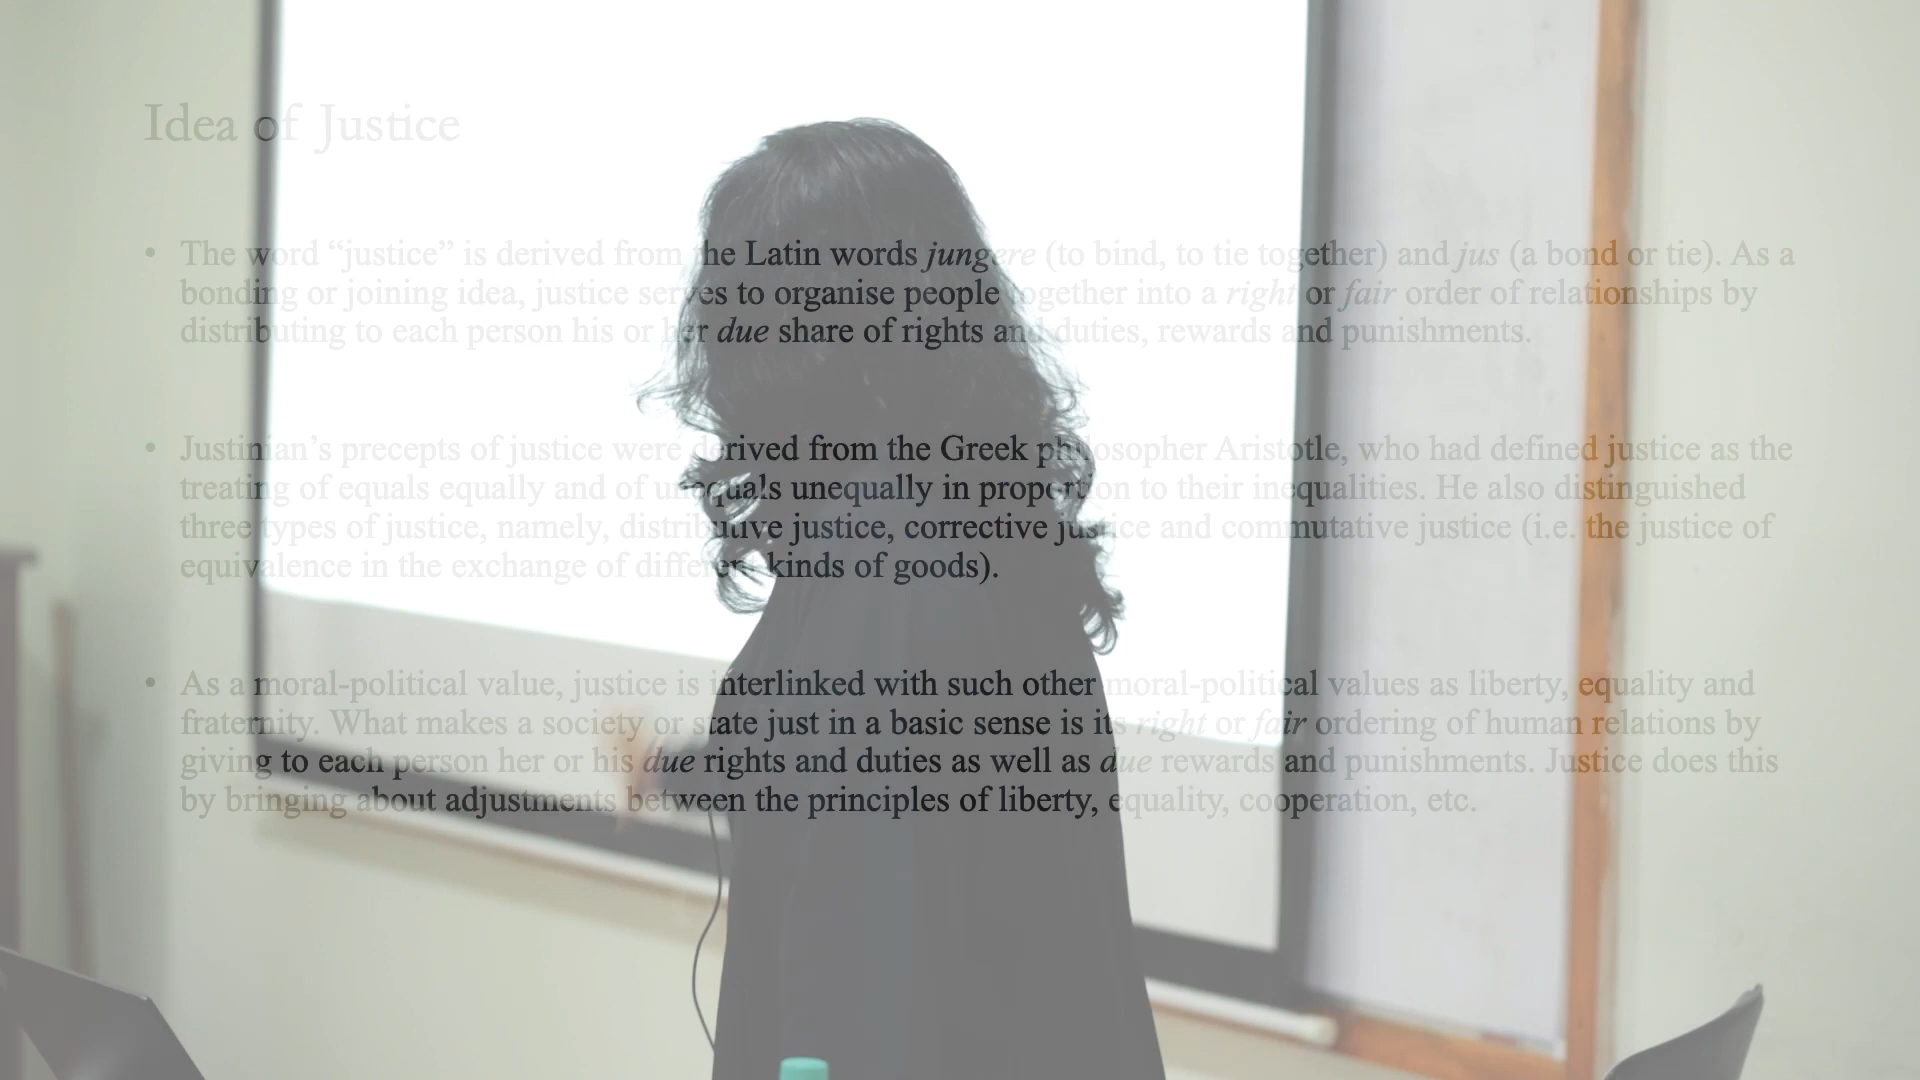 Idea of Justice
• The word “justice” is derived from the Latin words jungere (to bind, to tie together) and jus (a bond or tie). As a
bonding or joining idea, justice serves to organise people together into a right or fair order of relationships by
distributing to each person his or her due share of rights and duties, rewards and punishments.
• Justinian’s precepts of justice were derived from the Greek philosopher Aristotle, who had defined justice as the
treating of equals equally and of unequals unequally in proportion to their inequalities. He also distinguished
three types of justice, namely, distributive justice, corrective justice and commutative justice (i.e. the justice of
equivalence in the exchange of different kinds of goods).
• As a moral-political value, justice is interlinked with such other moral-political values as liberty, equality and
fraternity. What makes a society or state just in a basic sense is its right or fair ordering of human relations by
giving to each person her or his due rights and duties as well as due rewards and punishments. Justice does this
by bringing about adjustments between the principles of liberty, equality, cooperation, etc.